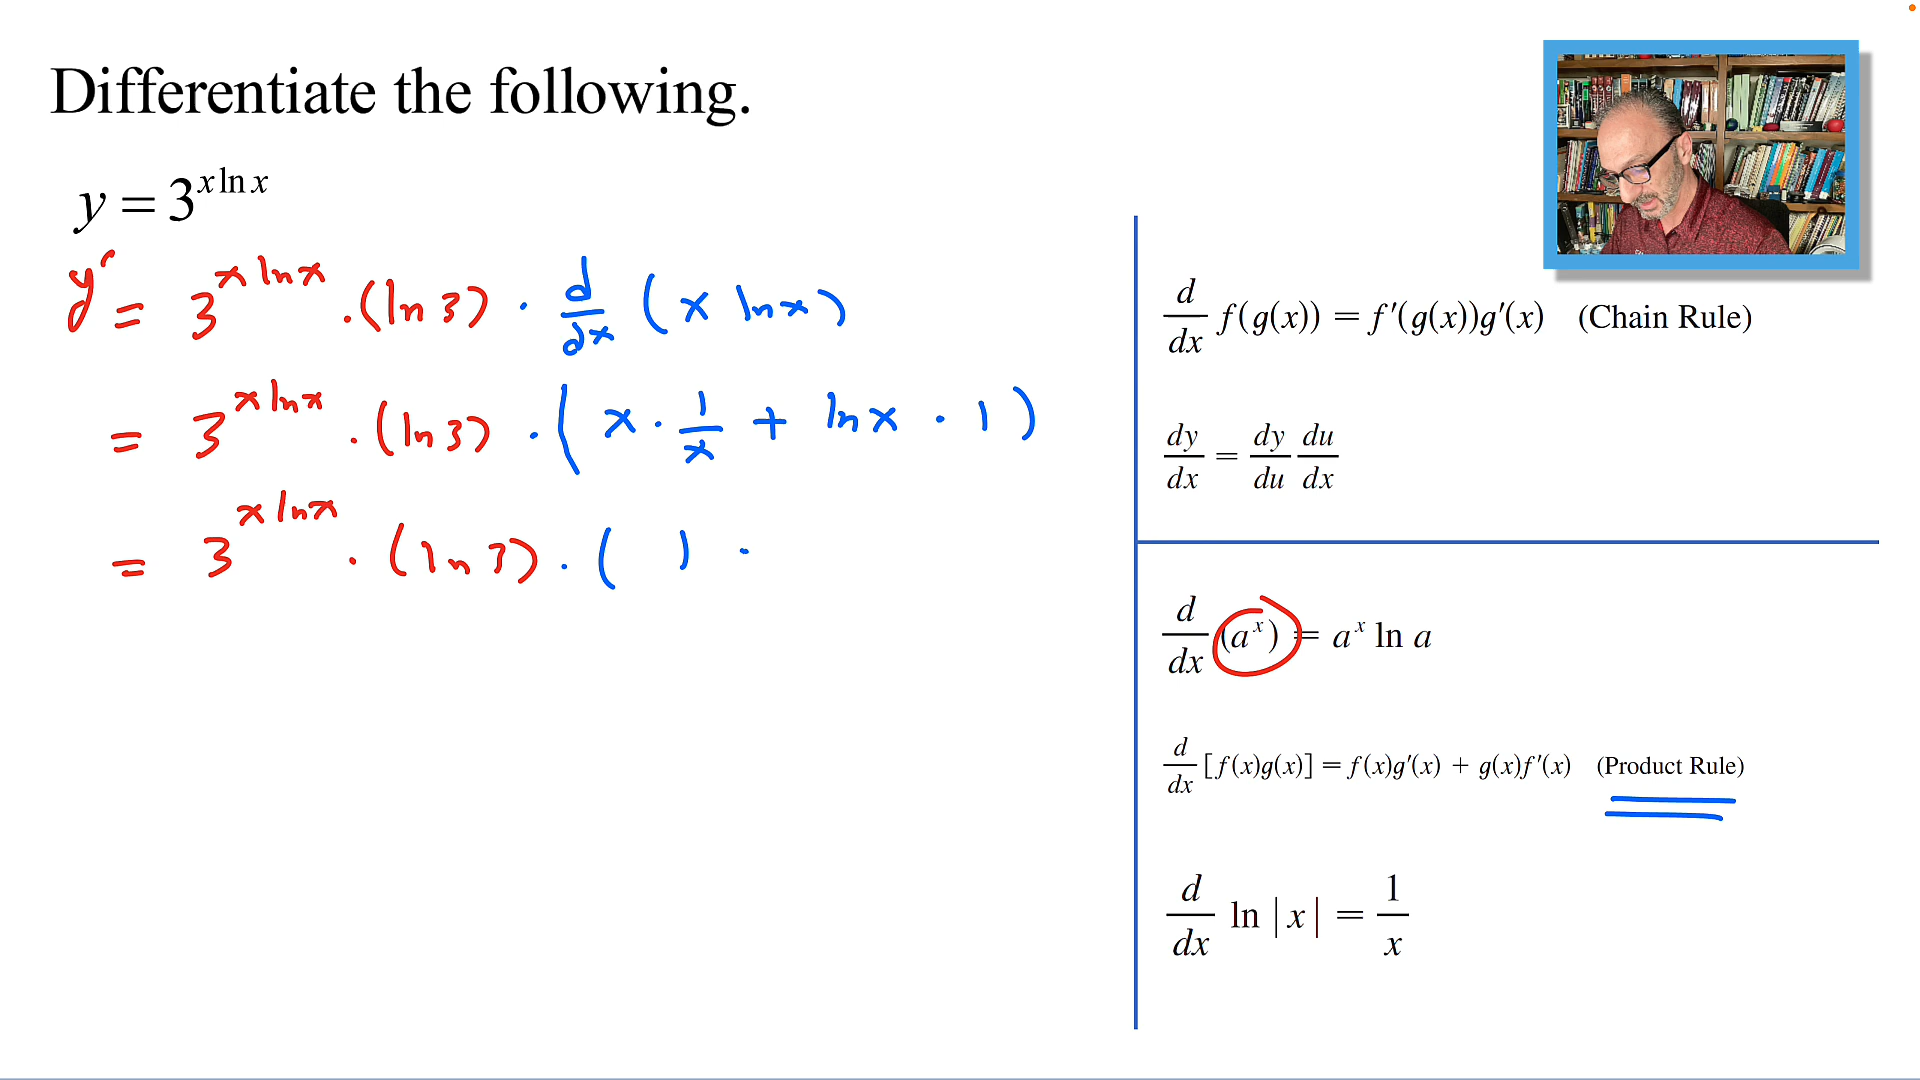 Differentiate the following.
y = 3^{x ln x}
y' = 3^{x ln x} · (ln 3) · d/dx (x ln x)
= 3^{x ln x} · (ln 3) · (x · 1/x + ln x · 1)
= 3^{x ln x} · (ln 3) · ( 1 ·
d/dx f(g(x)) = f'(g(x))g'(x) (Chain Rule)
dy/dx = dy/du du/dx
d/dx (a^x) = a^x ln a
d/dx [f(x)g(x)] = f(x)g'(x) + g(x)f'(x) (Product Rule)
d/dx ln |x| = 1/x